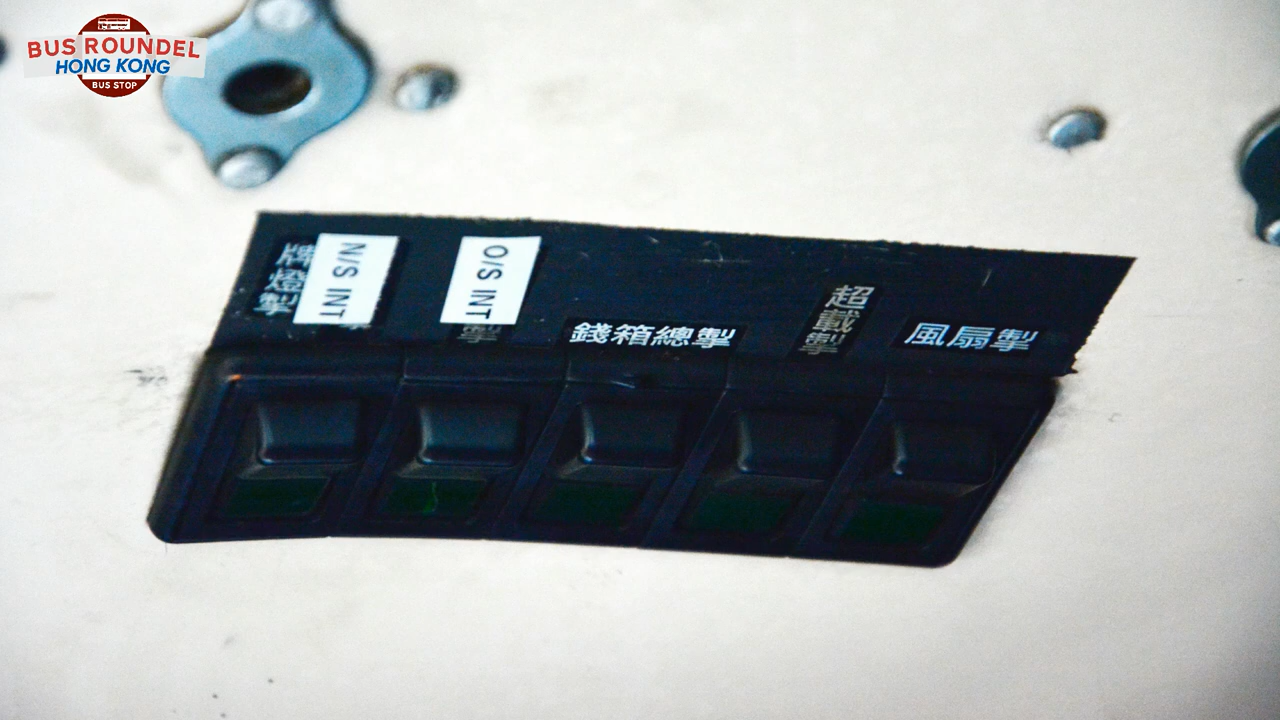 BUS ROUNDEL
HONG KONG
BUS STOP
牌燈掣
N/S INT
O/S INT
掣
錢箱總掣
超載掣
風扇掣